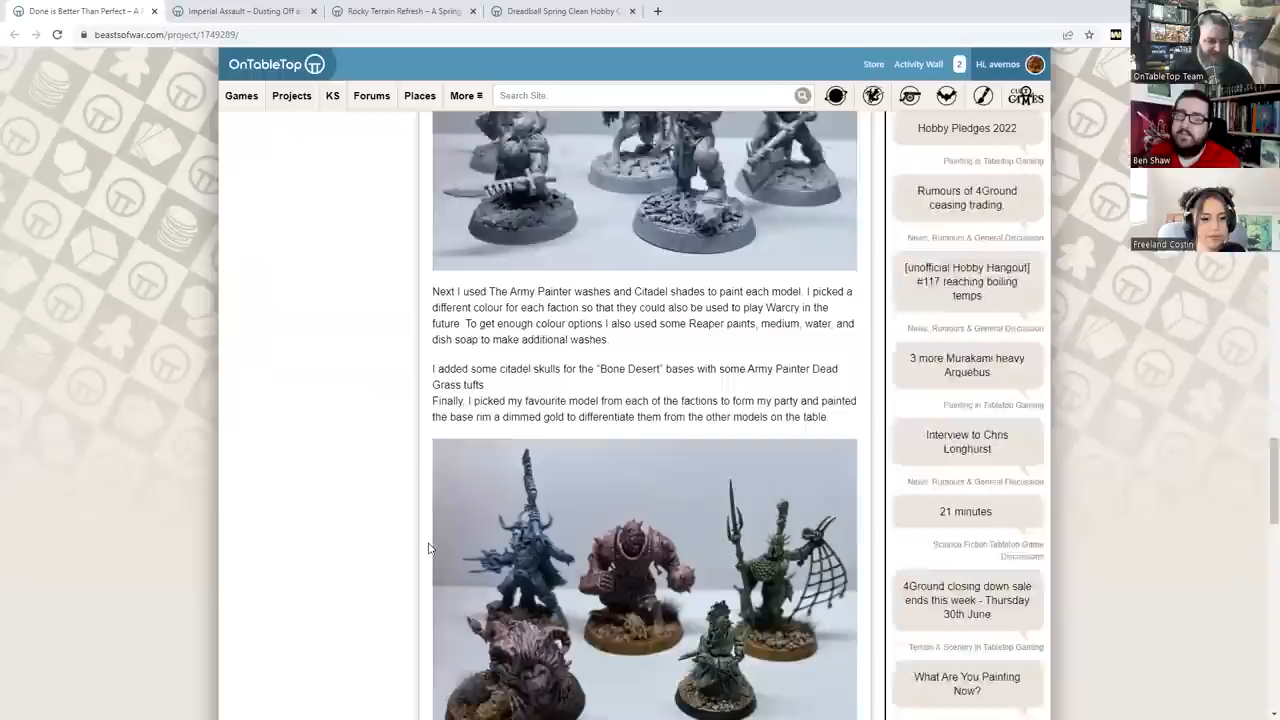 Done is Better Than Perfect – A P
Imperial Assault – Dusting Off a
Rocky Terrain Refresh – A Spring
Dreadball Spring Clean Hobby C
beastsofwar.com/project/1749289/
OnTableTop
Store
Activity Wall
2
Hi, avernos
Games
Projects
KS
Forums
Places
More
Search Site.
GAMES
Next I used The Army Painter washes and Citadel shades to paint each model. I picked a
different colour for each faction so that they could also be used to play Warcry in the
future. To get enough colour options I also used some Reaper paints, medium, water, and
dish soap to make additional washes.
I added some citadel skulls for the “Bone Desert” bases with some Army Painter Dead
Grass tufts.
Finally, I picked my favourite model from each of the factions to form my party and painted
the base rim a dimmed gold to differentiate them from the other models on the table.
Hobby Pledges 2022
Painting in Tabletop Gaming
Rumours of 4Ground
ceasing trading.
News, Rumours & General Discussion
[unofficial Hobby Hangout]
#117 reaching boiling
temps
News, Rumours & General Discussion
3 more Murakami heavy
Arquebus
Painting in Tabletop Gaming
Interview to Chris
Longhurst
News, Rumours & General Discussion
21 minutes
Science Fiction Tabletop Game
Discussions
4Ground closing down sale
ends this week - Thursday
30th June
Terrain & Scenery in Tabletop Gaming
What Are You Painting
Now?
OnTableTop Team
Ben Shaw
Freeland Costin